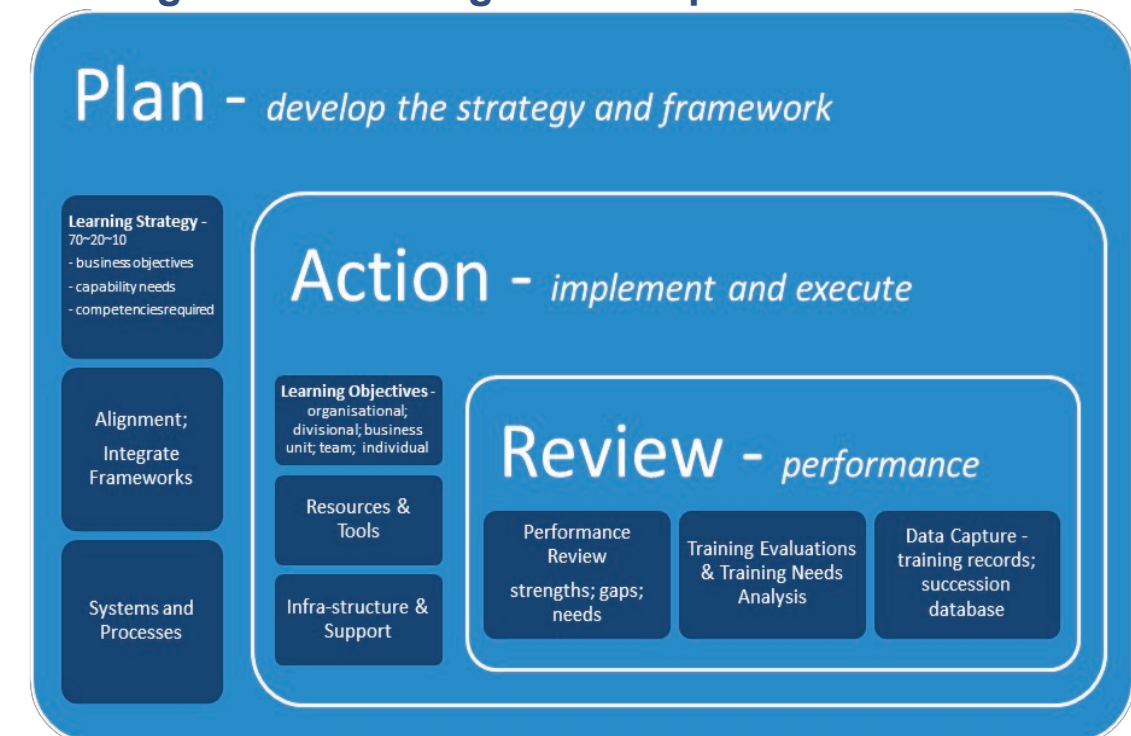 Plan - develop the strategy and framework
Learning Strategy -
70~20~10
- business objectives
- capability needs
- competencies required
Alignment;
Integrate
Frameworks
Systems and
Processes
Action - implement and execute
Learning Objectives -
organisational;
divisional; business
unit; team; individual
Resources &
Tools
Infra-structure &
Support
Review - performance
Performance
Review
strengths; gaps;
needs
Training Evaluations
& Training Needs
Analysis
Data Capture -
training records;
succession
database